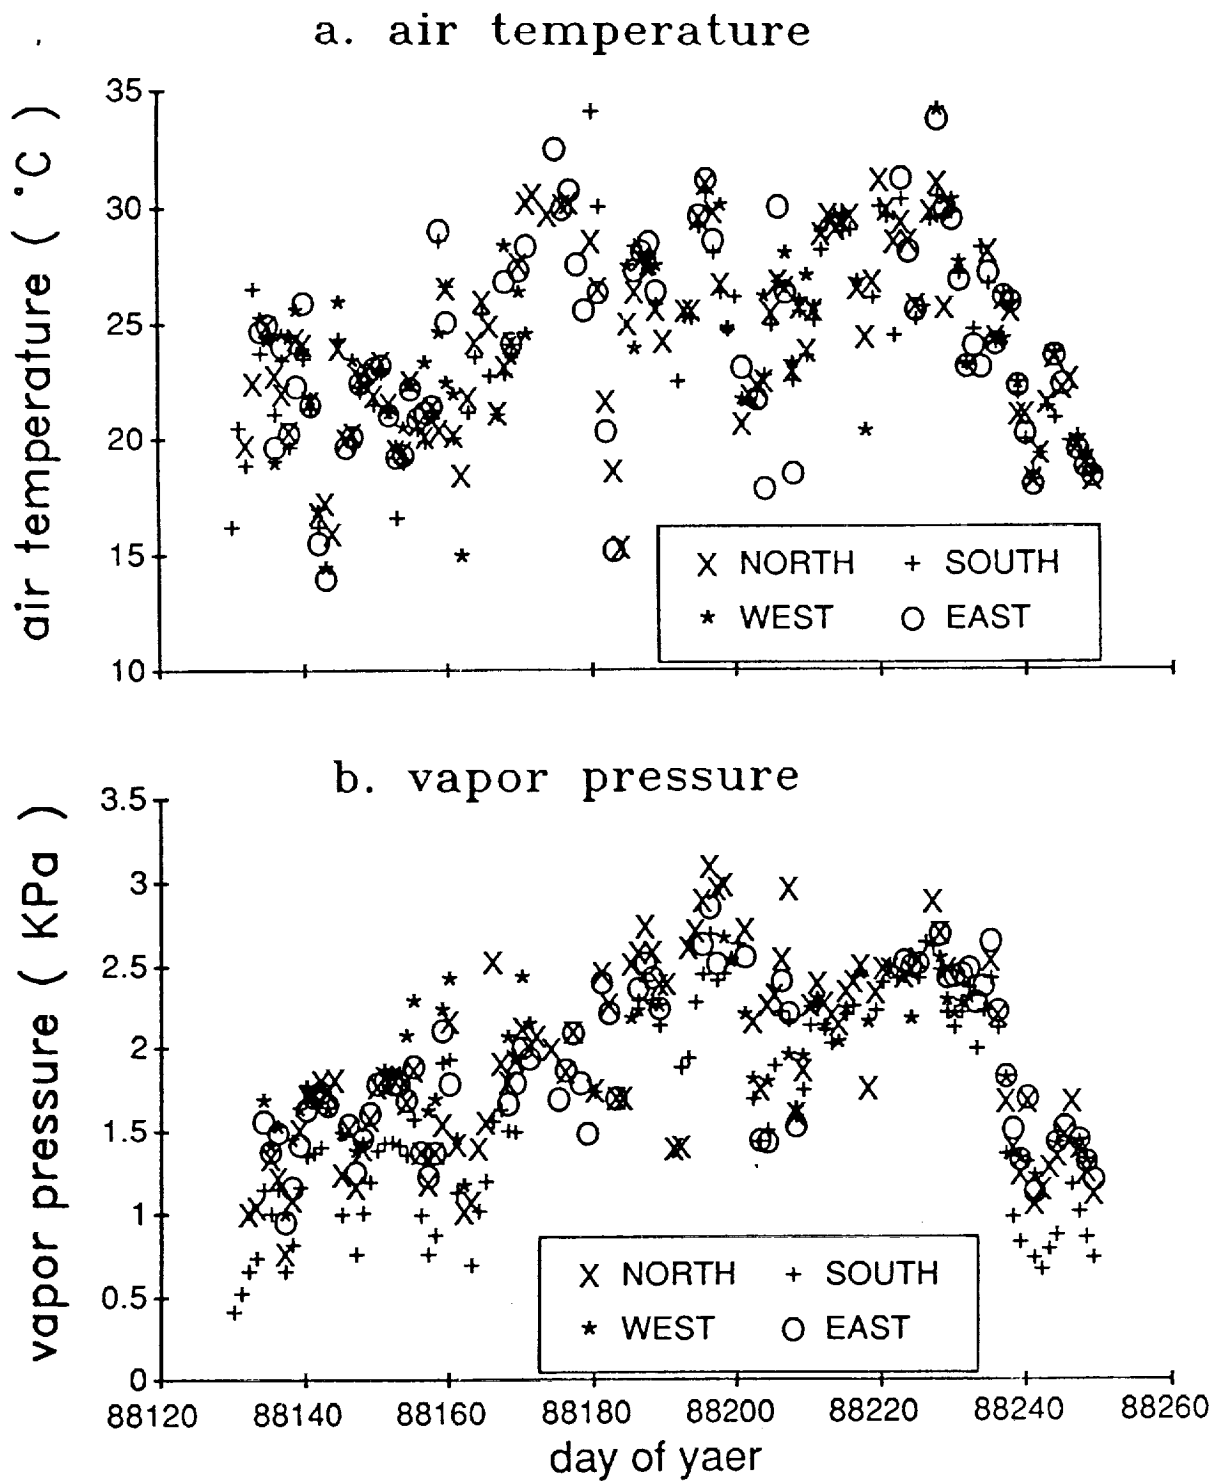 a. air temperature
air temperature ( °C )
35
30
25
20
15
10
X NORTH + SOUTH
* WEST O EAST
b. vapor pressure
vapor pressure ( KPa )
3.5
3
2.5
2
1.5
1
0.5
0
X NORTH + SOUTH
* WEST O EAST
88120 88140 88160 88180 88200 88220 88240 88260
day of yaer